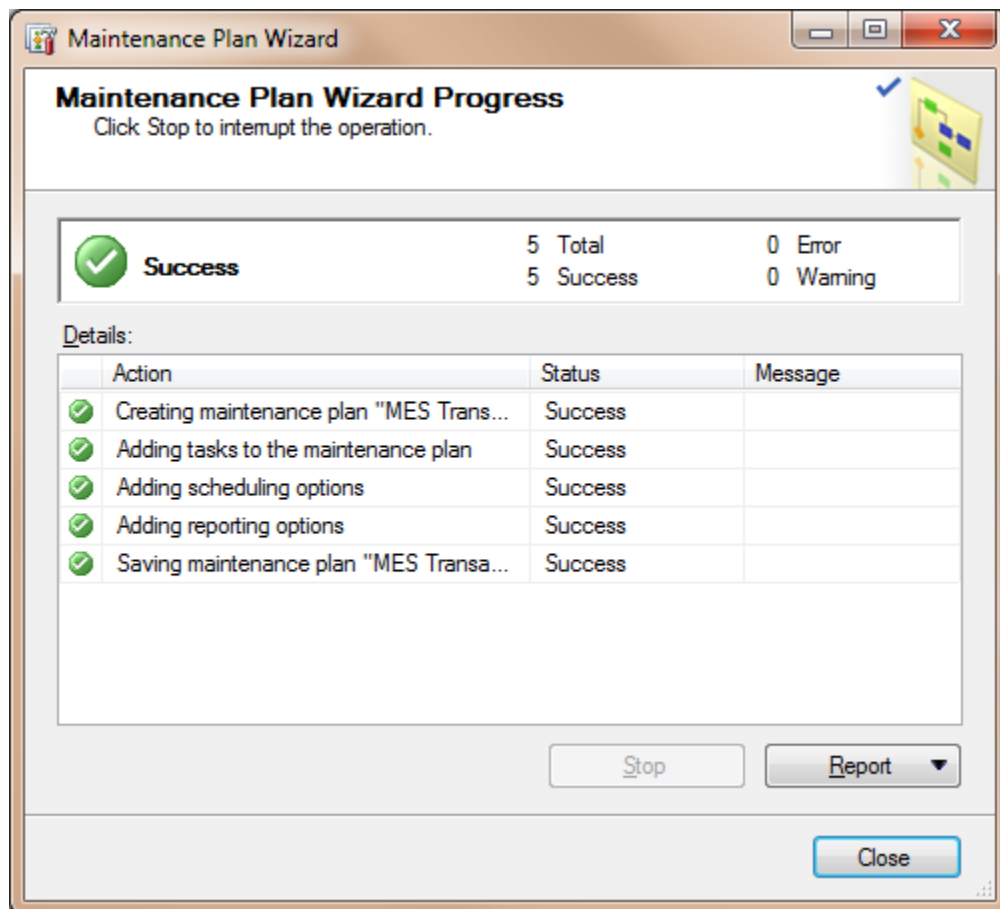 Maintenance Plan Wizard
Maintenance Plan Wizard Progress
Click Stop to interrupt the operation.
Success
5 Total
0 Error
5 Success
0 Warning
Details:
Action Status Message
Creating maintenance plan "MES Trans... Success
Adding tasks to the maintenance plan Success
Adding scheduling options Success
Adding reporting options Success
Saving maintenance plan "MES Transa... Success
Stop Report
Close